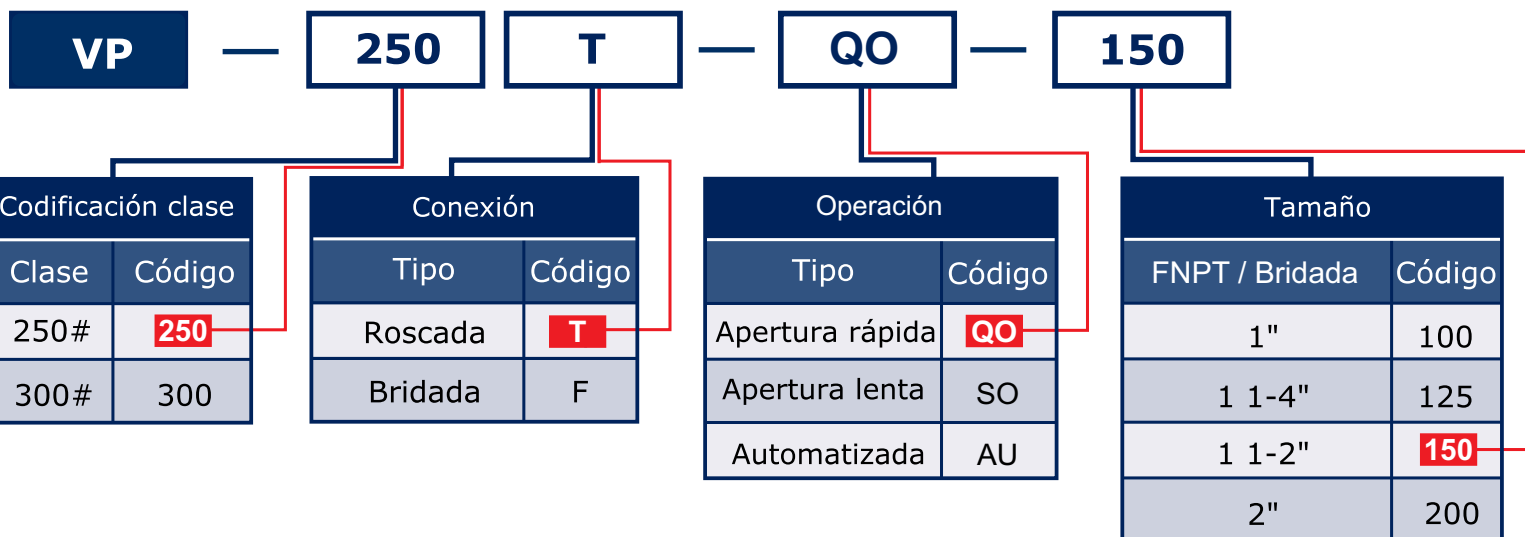 VP — 250 T — QO — 150
Codificación clase
Clase Código
250# 250
300# 300
Conexión
Tipo Código
Roscada T
Bridada F
Operación
Tipo Código
Apertura rápida QO
Apertura lenta SO
Automatizada AU
Tamaño
FNPT / Bridada Código
1" 100
1 1-4" 125
1 1-2" 150
2" 200